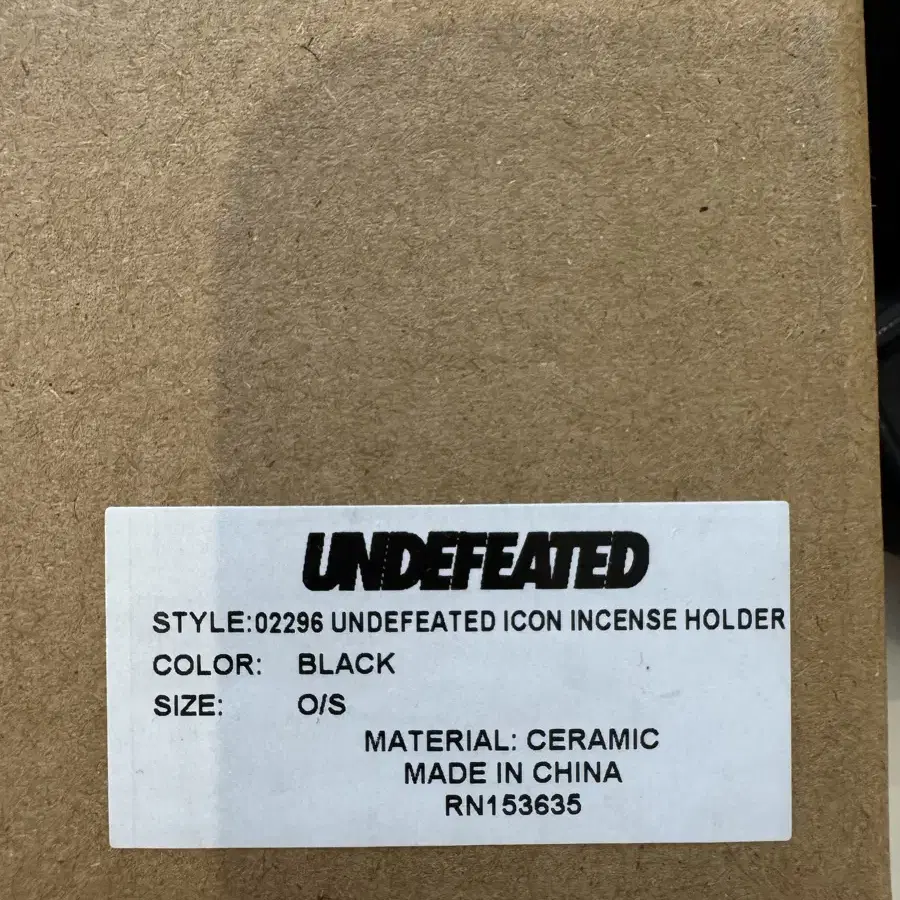 UNDEFEATED
STYLE:02296 UNDEFEATED ICON INCENSE HOLDER
COLOR: BLACK
SIZE: O/S
MATERIAL: CERAMIC
MADE IN CHINA
RN153635